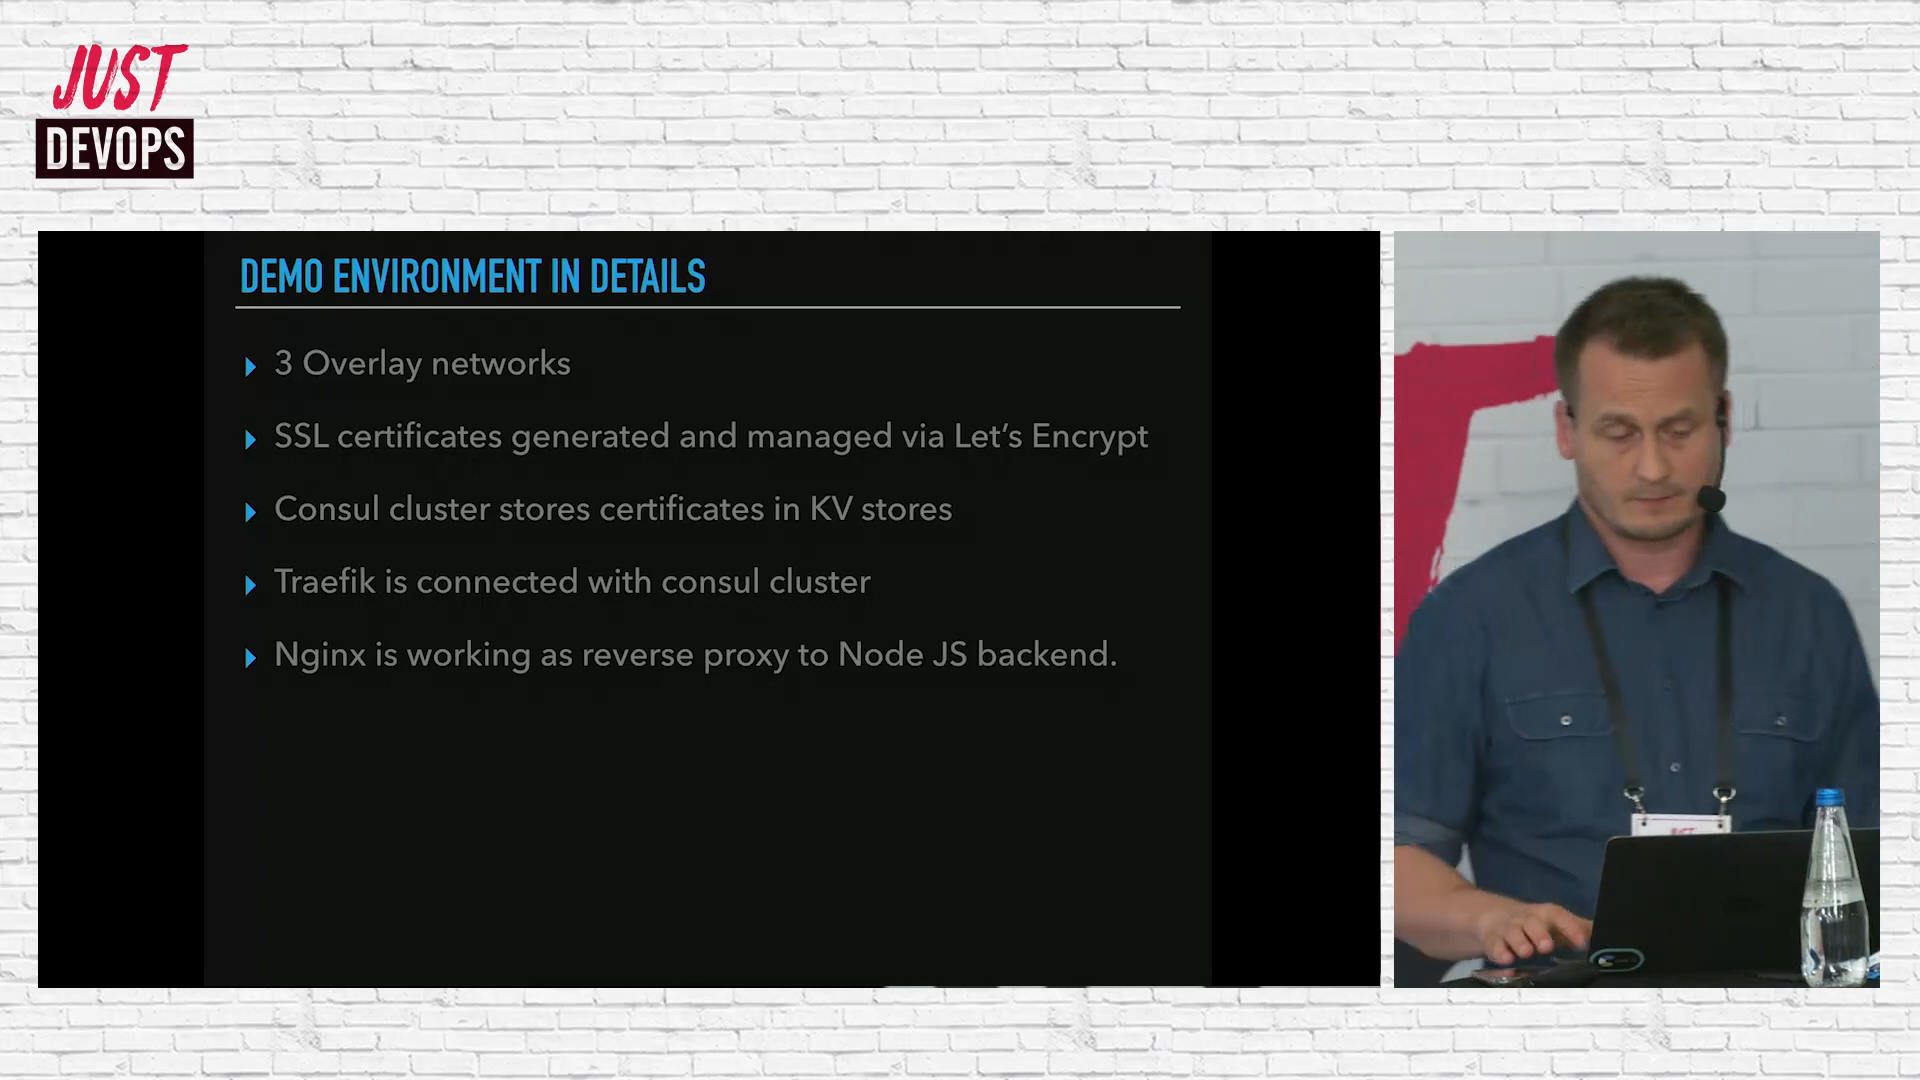 JUST
DEVOPS
DEMO ENVIRONMENT IN DETAILS
3 Overlay networks
SSL certificates generated and managed via Let’s Encrypt
Consul cluster stores certificates in KV stores
Traefik is connected with consul cluster
Nginx is working as reverse proxy to Node JS backend.